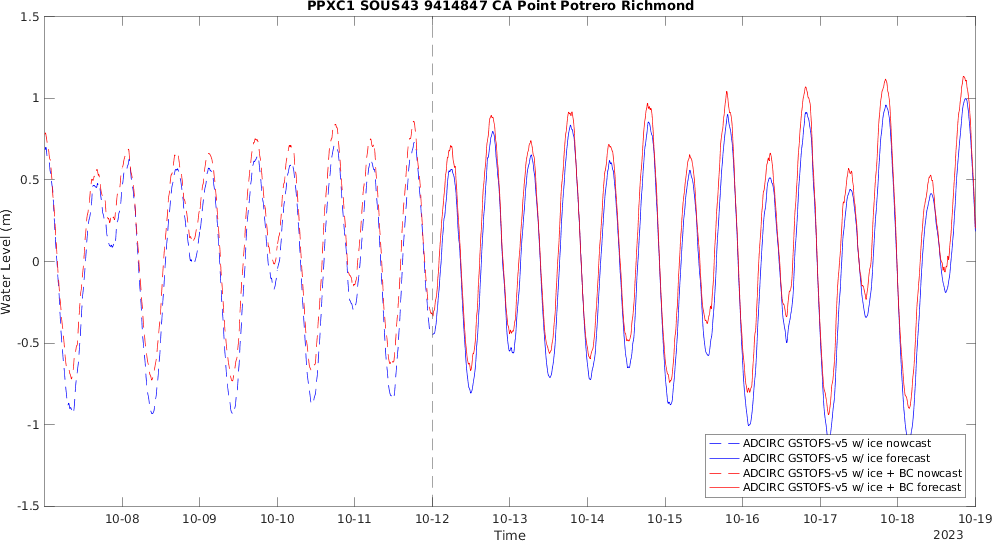 PPXC1 SOUS43 9414847 CA Point Potrero Richmond
1.5
1
0.5
0
-0.5
-1
-1.5
Water Level (m)
ADCIRC GSTOFS-v5 w/ ice nowcast
ADCIRC GSTOFS-v5 w/ ice forecast
ADCIRC GSTOFS-v5 w/ ice + BC nowcast
ADCIRC GSTOFS-v5 w/ ice + BC forecast
10-08 10-09 10-10 10-11 10-12 10-13 10-14 10-15 10-16 10-17 10-18 10-19
Time
2023